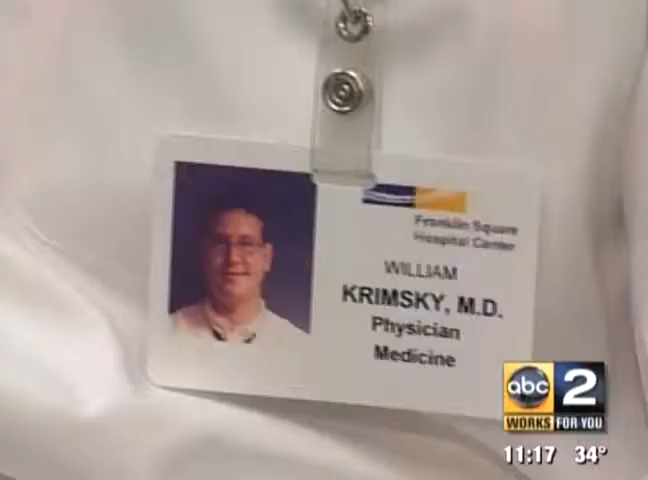 Franklin Square
Hospital Center
WILLIAM
KRIMSKY, M.D.
Physician
Medicine
abc 2
WORKS FOR YOU
11:17 34°